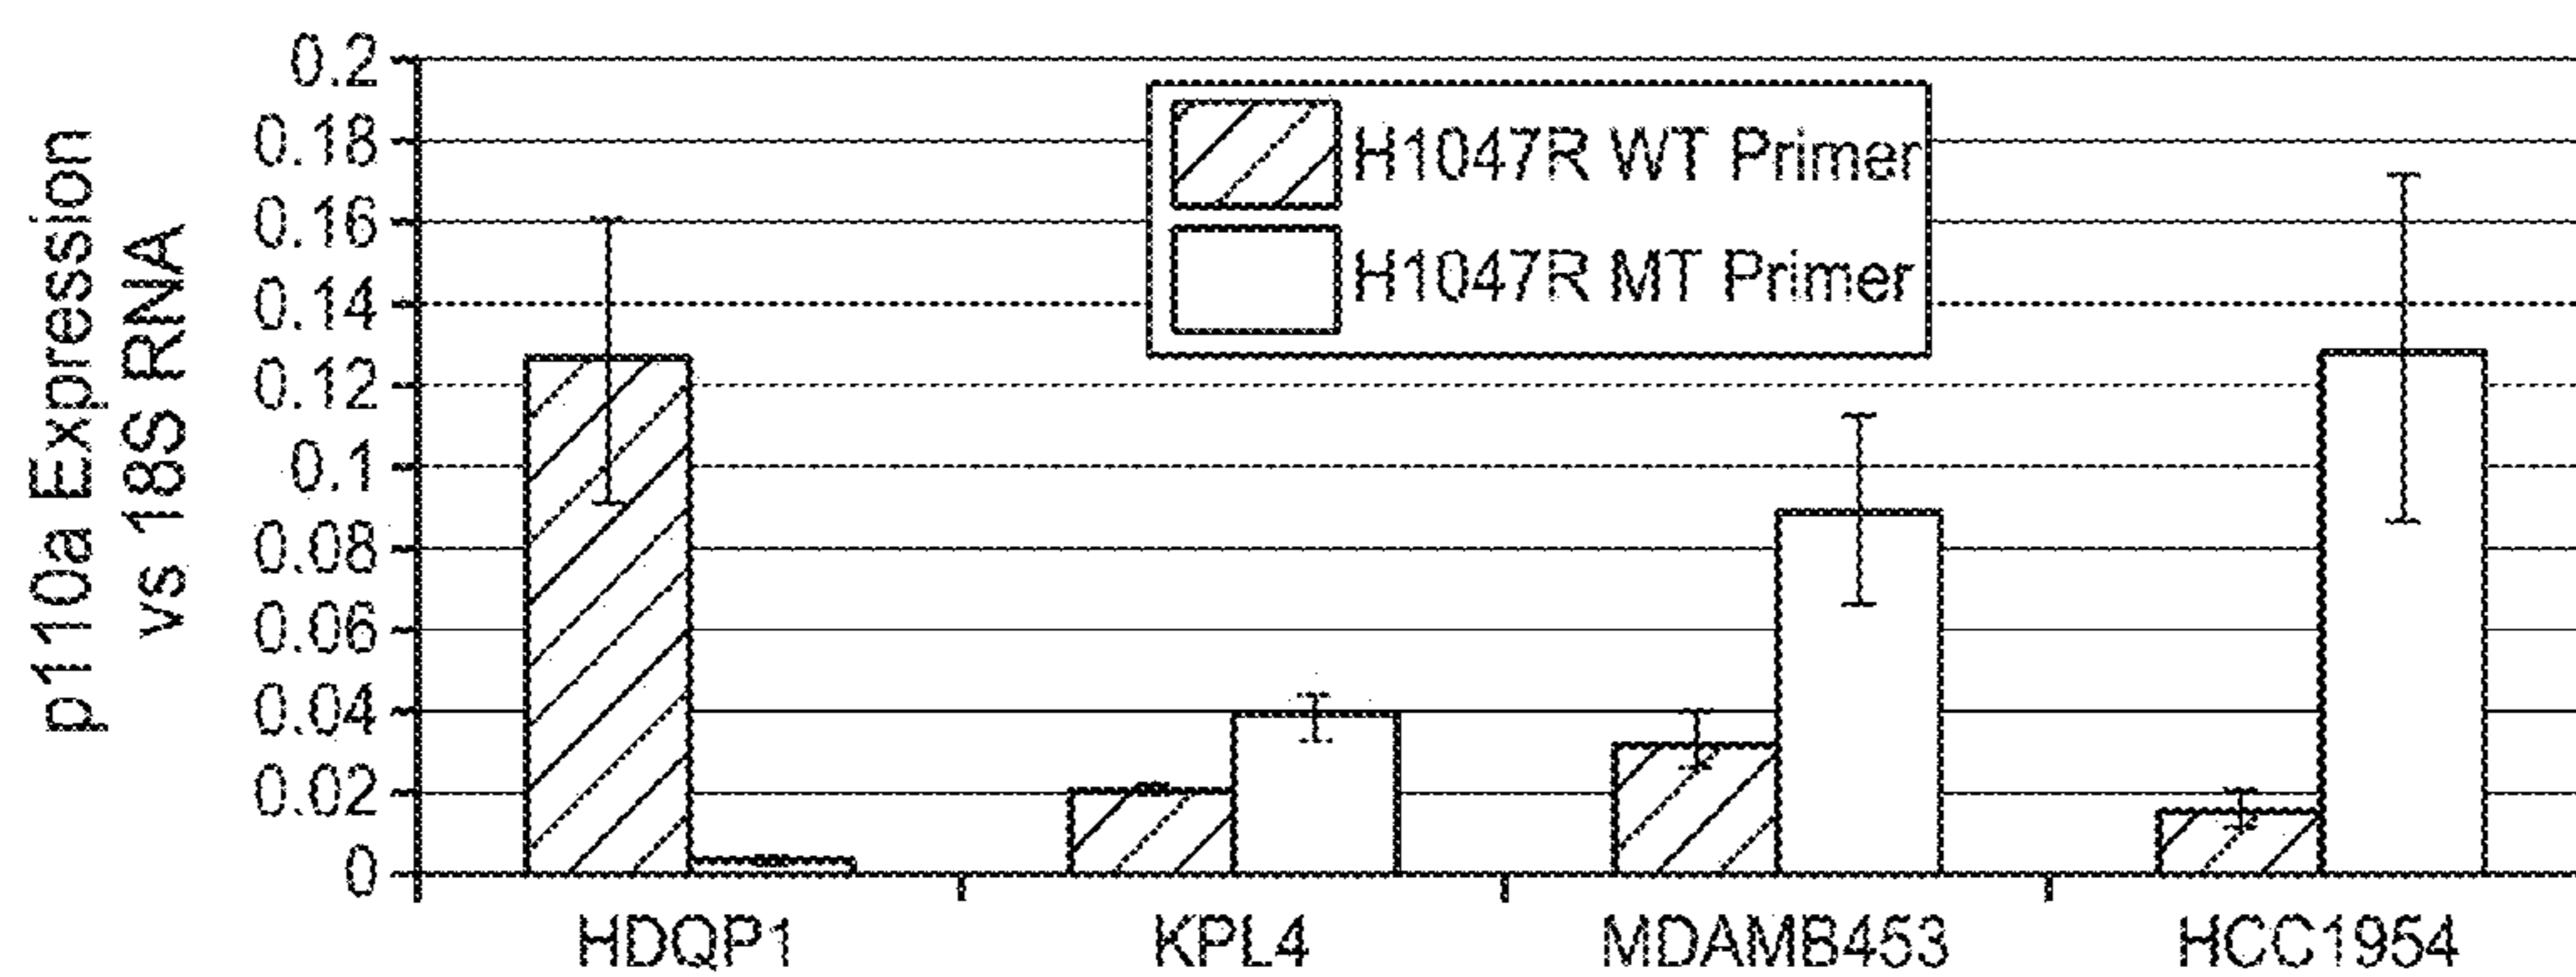 p110a Expression
vs 18S RNA
0.2
0.18
0.16
0.14
0.12
0.1
0.08
0.06
0.04
0.02
0
H1047R WT Primer
H1047R MT Primer
HDQP1
KPL4
MDAMB453
HCC1954